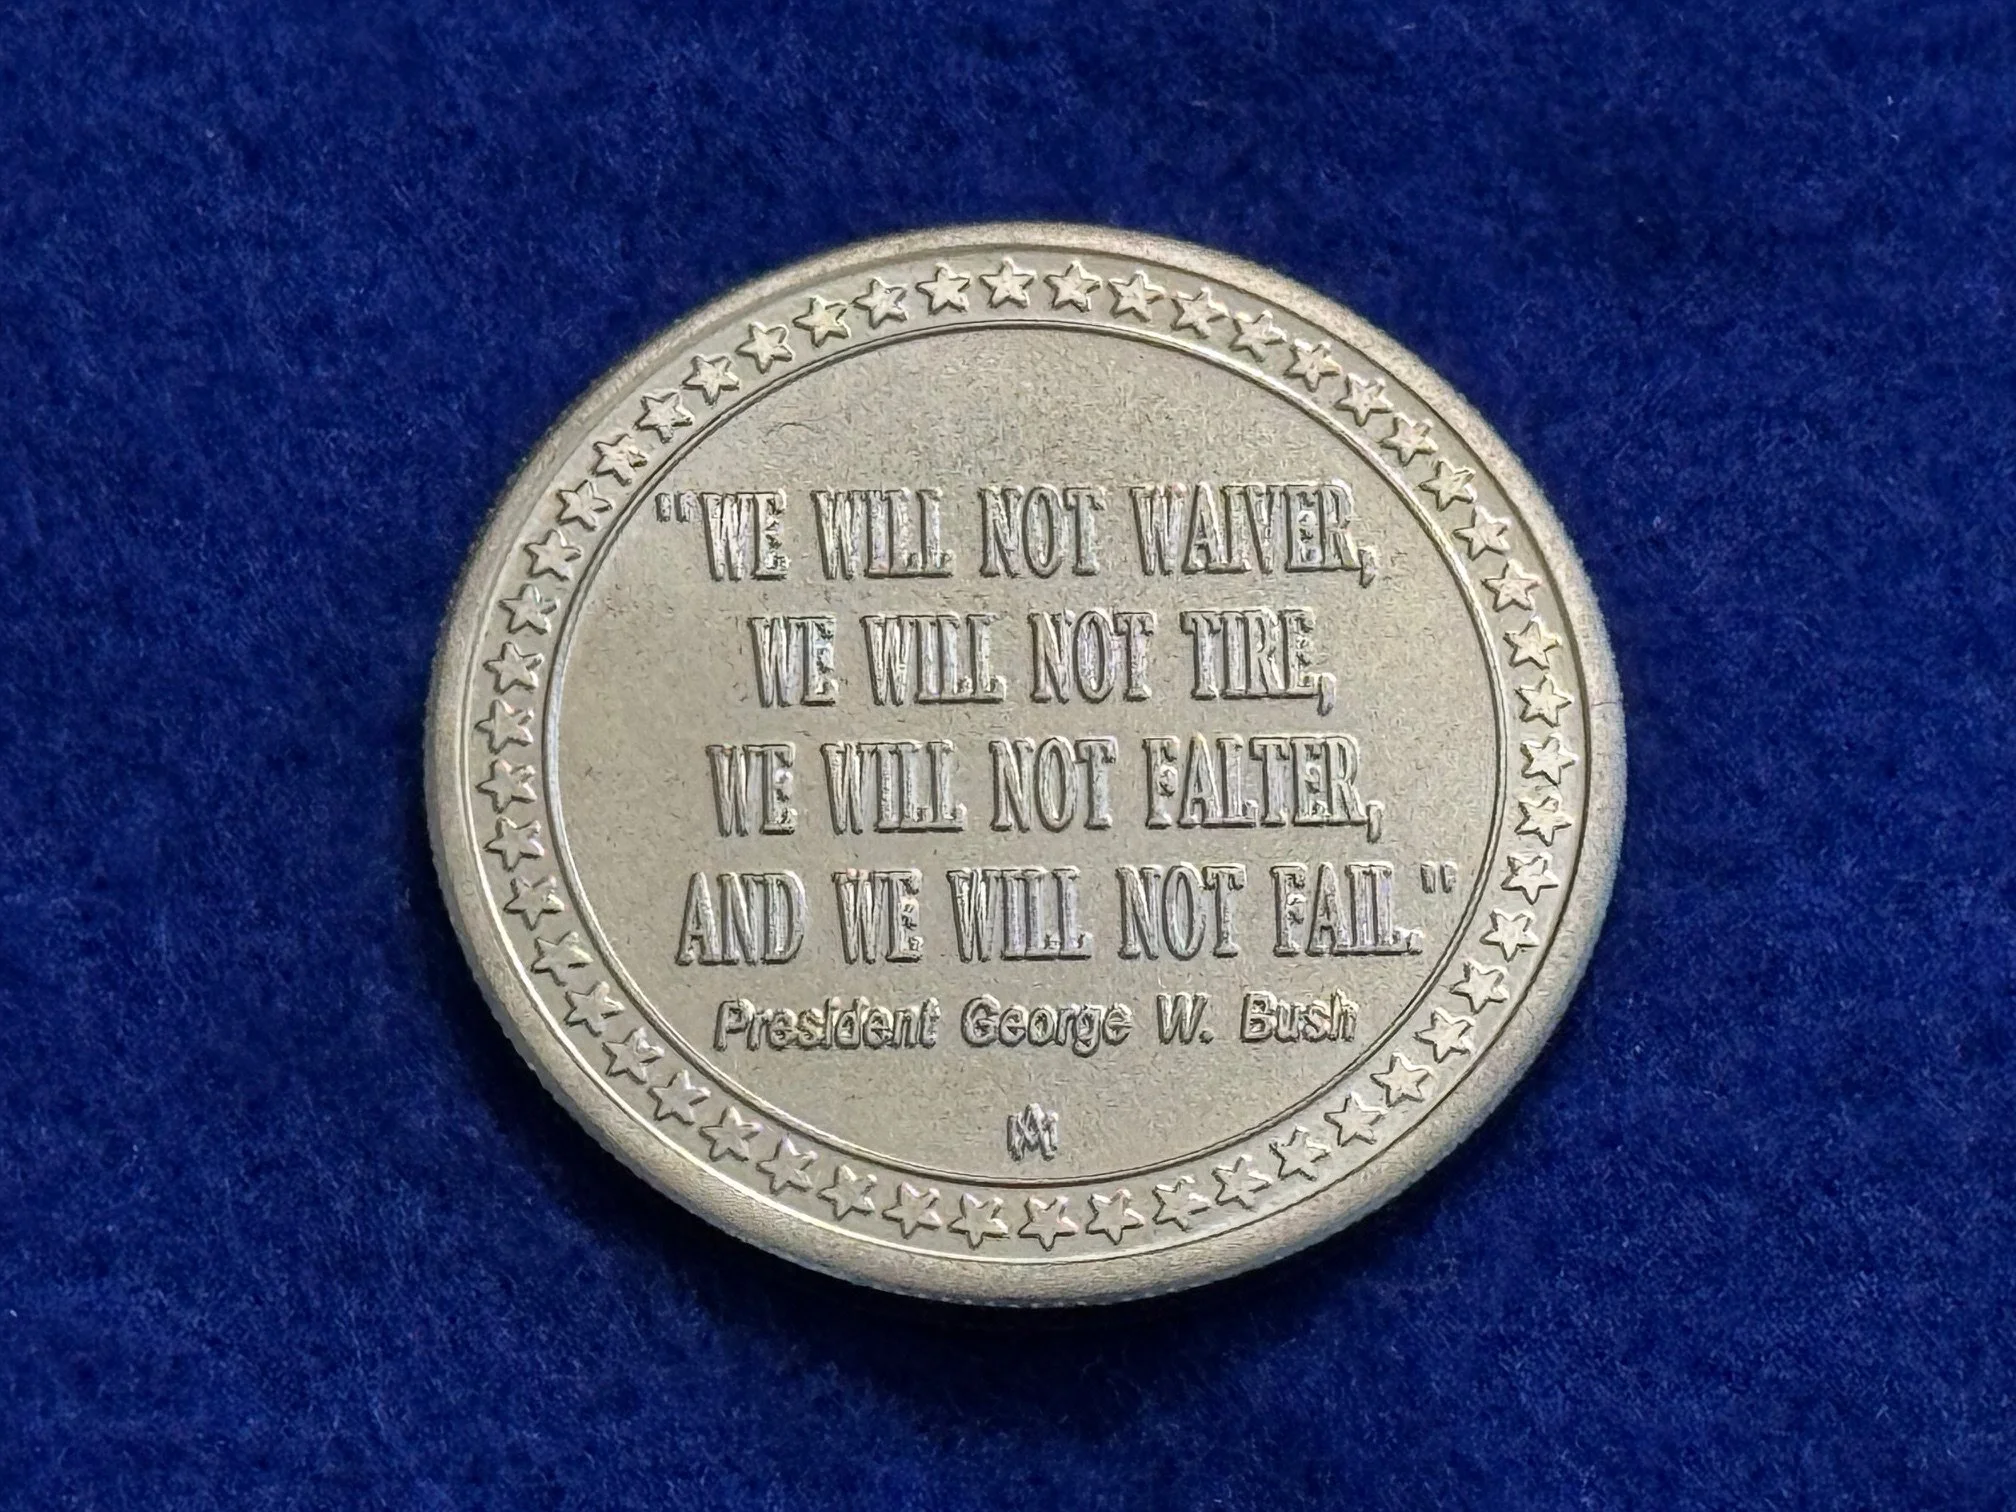 "WE WILL NOT WAIVER,
WE WILL NOT TIRE,
WE WILL NOT FALTER,
AND WE WILL NOT FAIL."
President George W. Bush